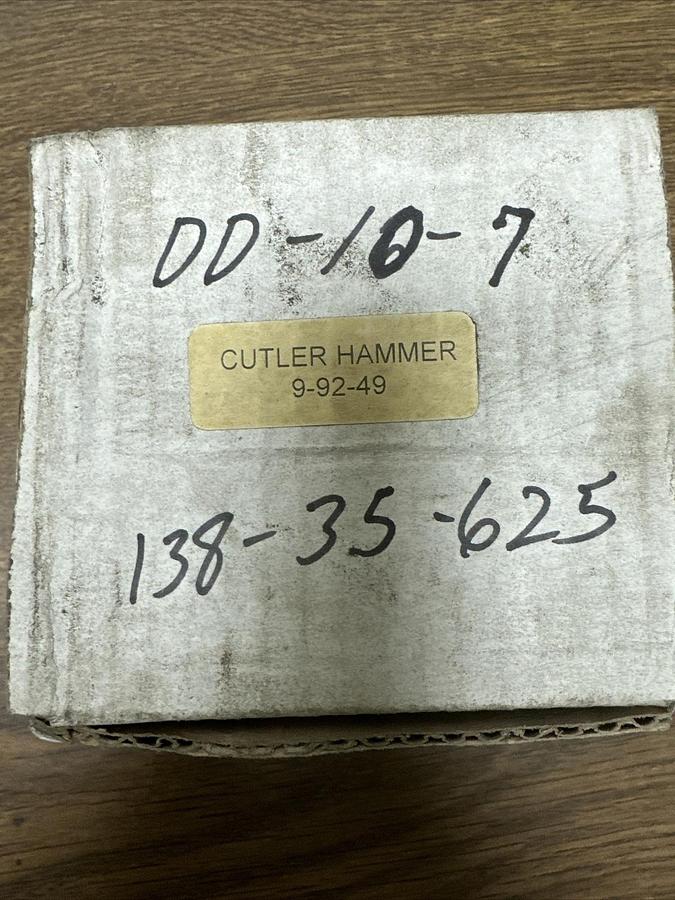 DD-10-7
CUTLER HAMMER
9-92-49
138-35-625